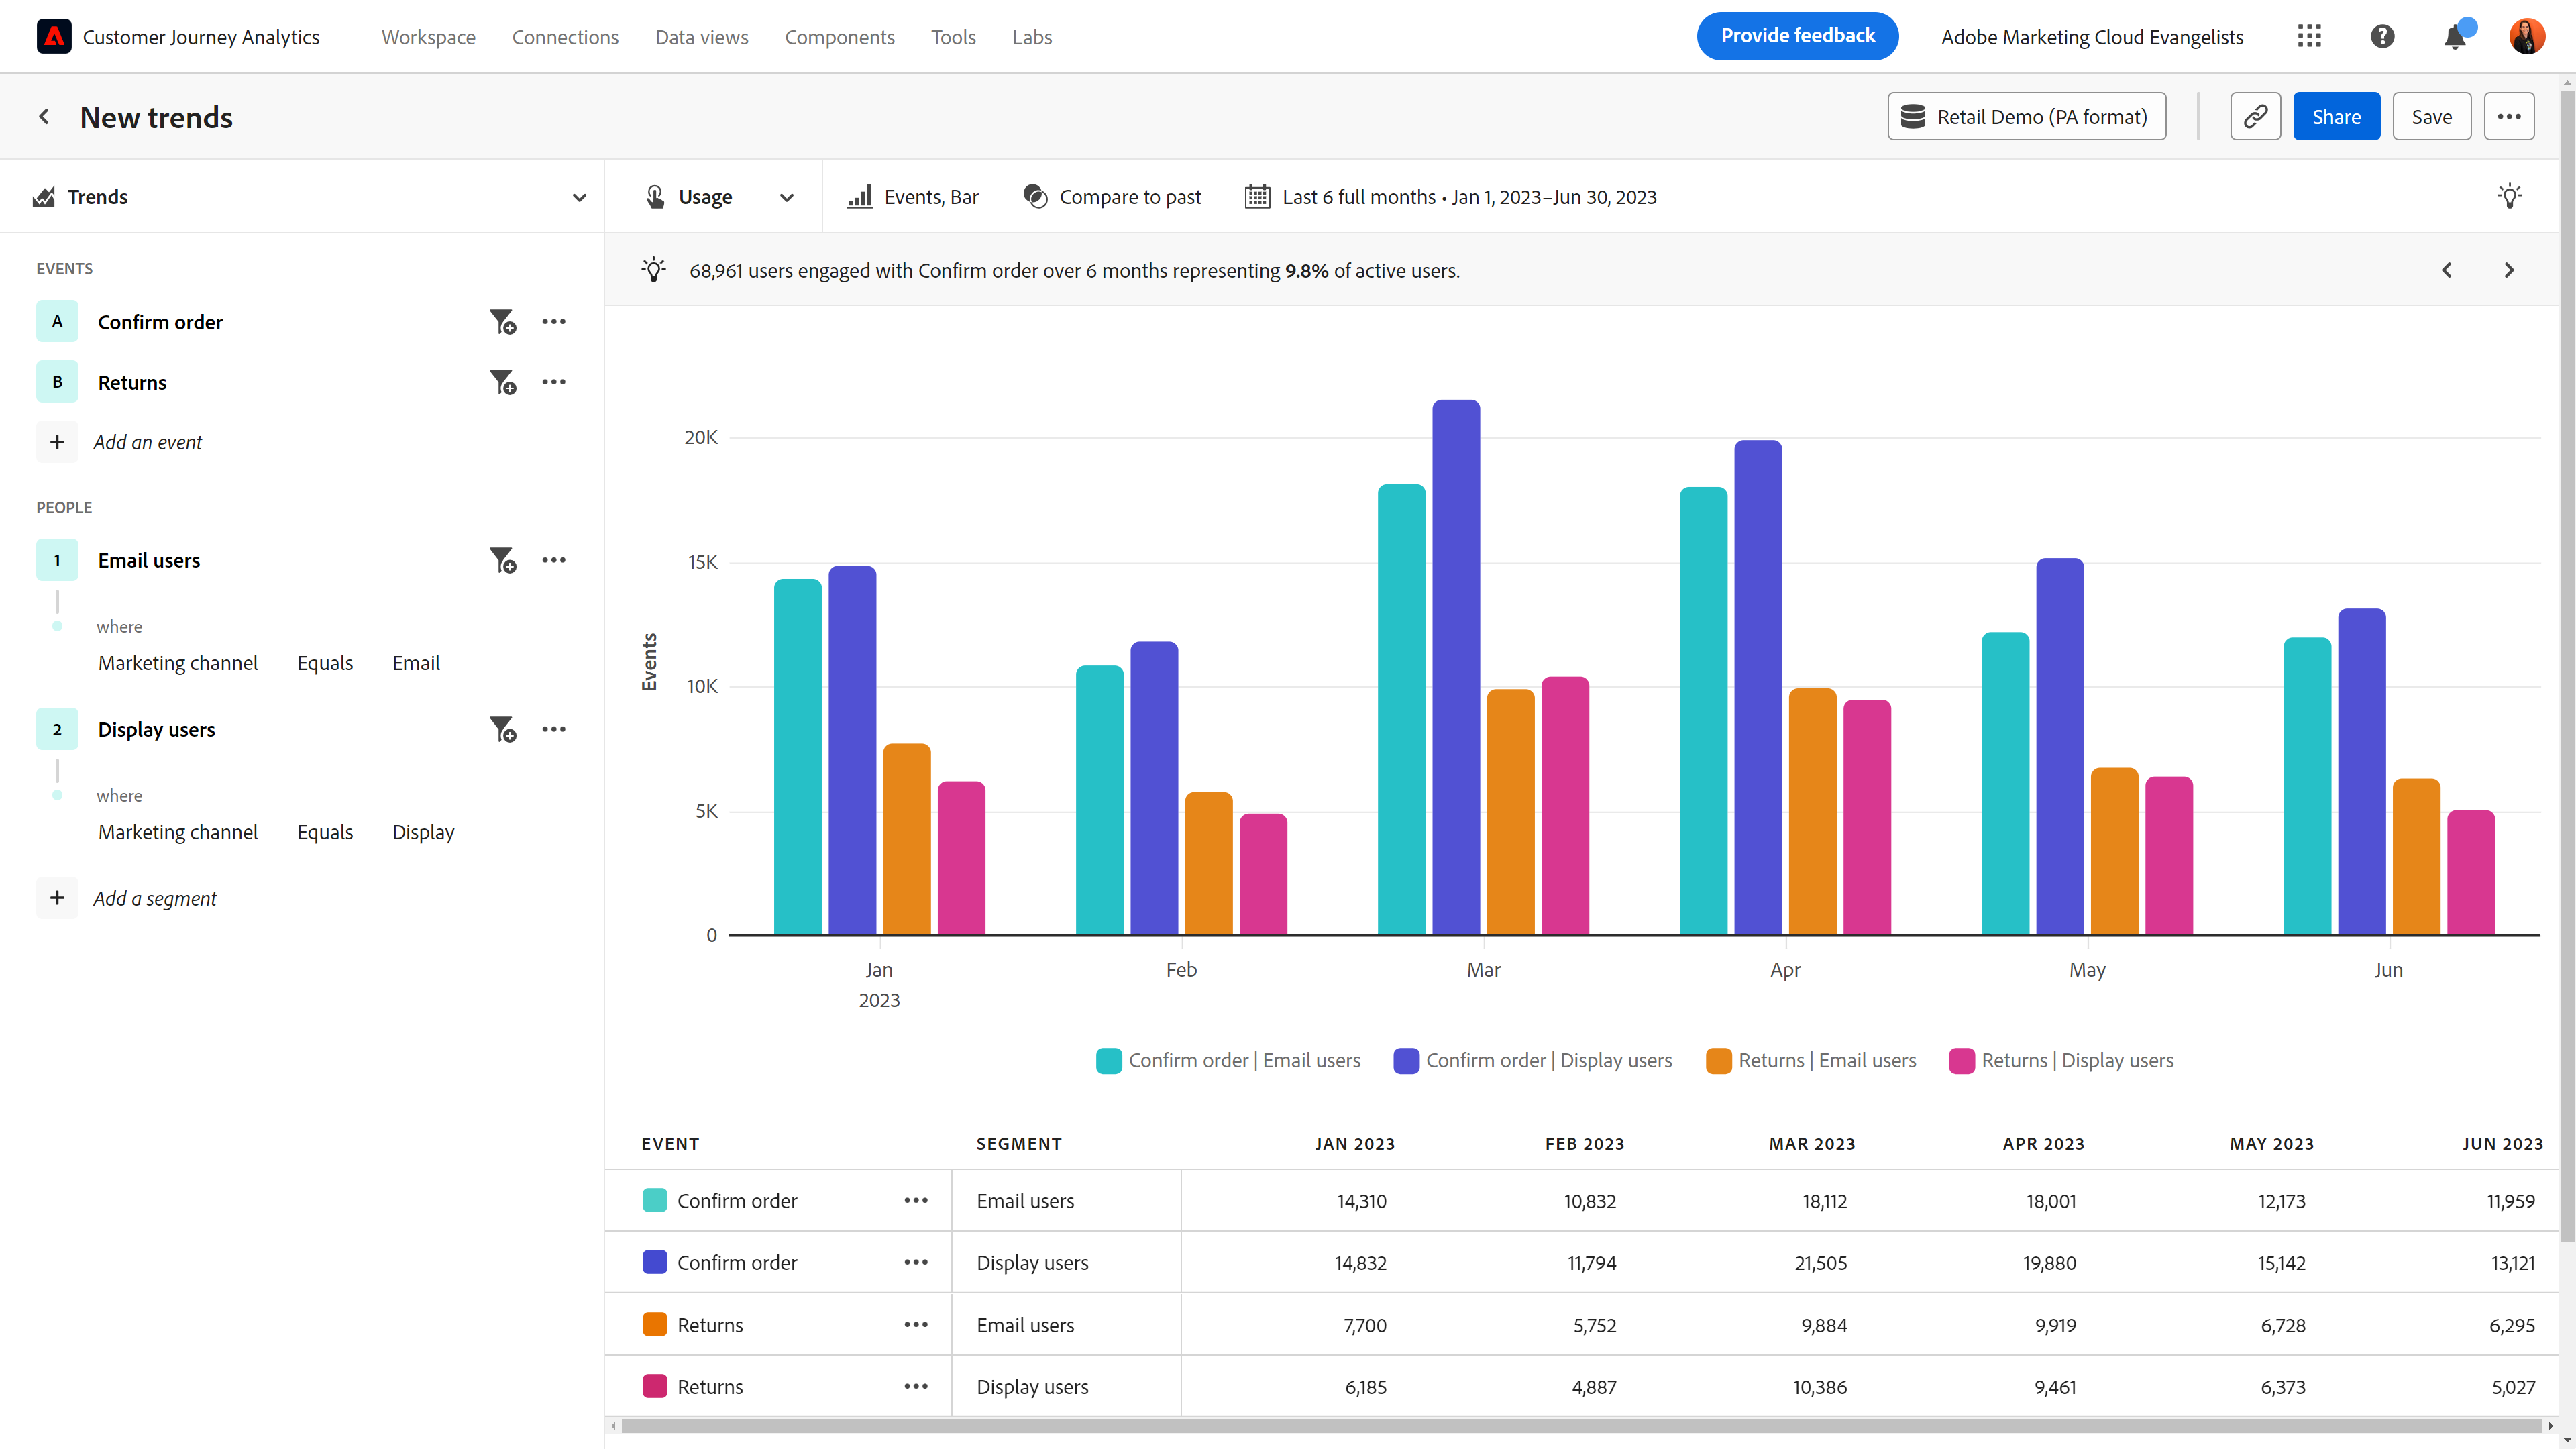 Customer Journey Analytics Workspace Connections Data views Components Tools Labs Provide feedback Adobe Marketing Cloud Evangelists
New trends Retail Demo (PA format) Share Save
Trends Usage Events, Bar Compare to past Last 6 full months • Jan 1, 2023–Jun 30, 2023
68,961 users engaged with Confirm order over 6 months representing 9.8% of active users.
EVENTS
A Confirm order
B Returns
+ Add an event
PEOPLE
1 Email users
where
Marketing channel Equals Email
2 Display users
where
Marketing channel Equals Display
+ Add a segment
Events
20K
15K
10K
5K
0
Jan Feb Mar Apr May Jun
2023
Confirm order | Email users Confirm order | Display users Returns | Email users Returns | Display users
EVENT SEGMENT JAN 2023 FEB 2023 MAR 2023 APR 2023 MAY 2023 JUN 2023
Confirm order Email users 14,310 10,832 18,112 18,001 12,173 11,959
Confirm order Display users 14,832 11,794 21,505 19,880 15,142 13,121
Returns Email users 7,700 5,752 9,884 9,919 6,728 6,295
Returns Display users 6,185 4,887 10,386 9,461 6,373 5,027